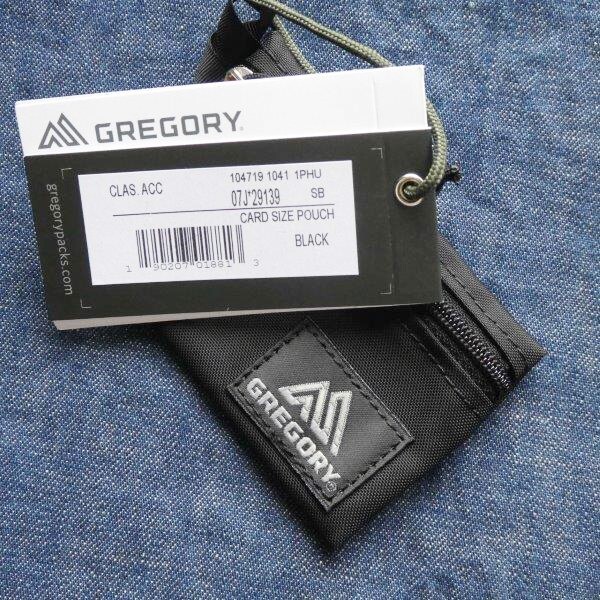 GREGORY®
gregorypacks.com
CLAS. ACC 104719 1041 1PHU
07J*29139 SB
CARD SIZE POUCH
1 90207 01881 3
BLACK
GREGORY®